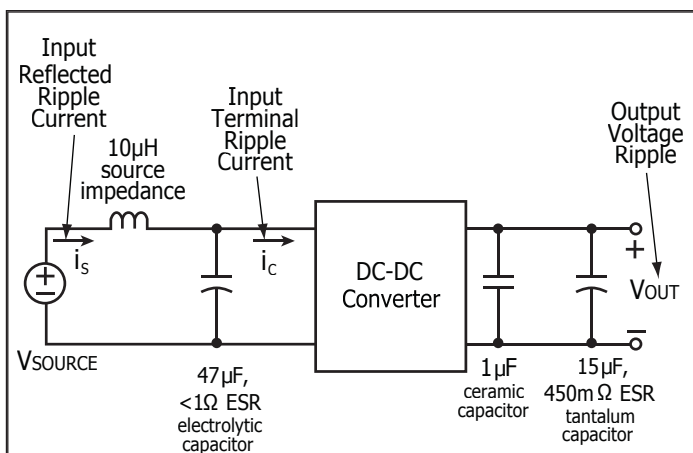 Input
Reflected
Ripple
Current
10µH
source
impedance
Input
Terminal
Ripple
Current
Output
Voltage
Ripple
iS
iC
DC-DC
Converter
+
−
+
VOUT
−
VSOURCE
47µF,
<1Ω ESR
electrolytic
capacitor
1µF
ceramic
capacitor
15µF,
450mΩ ESR
tantalum
capacitor